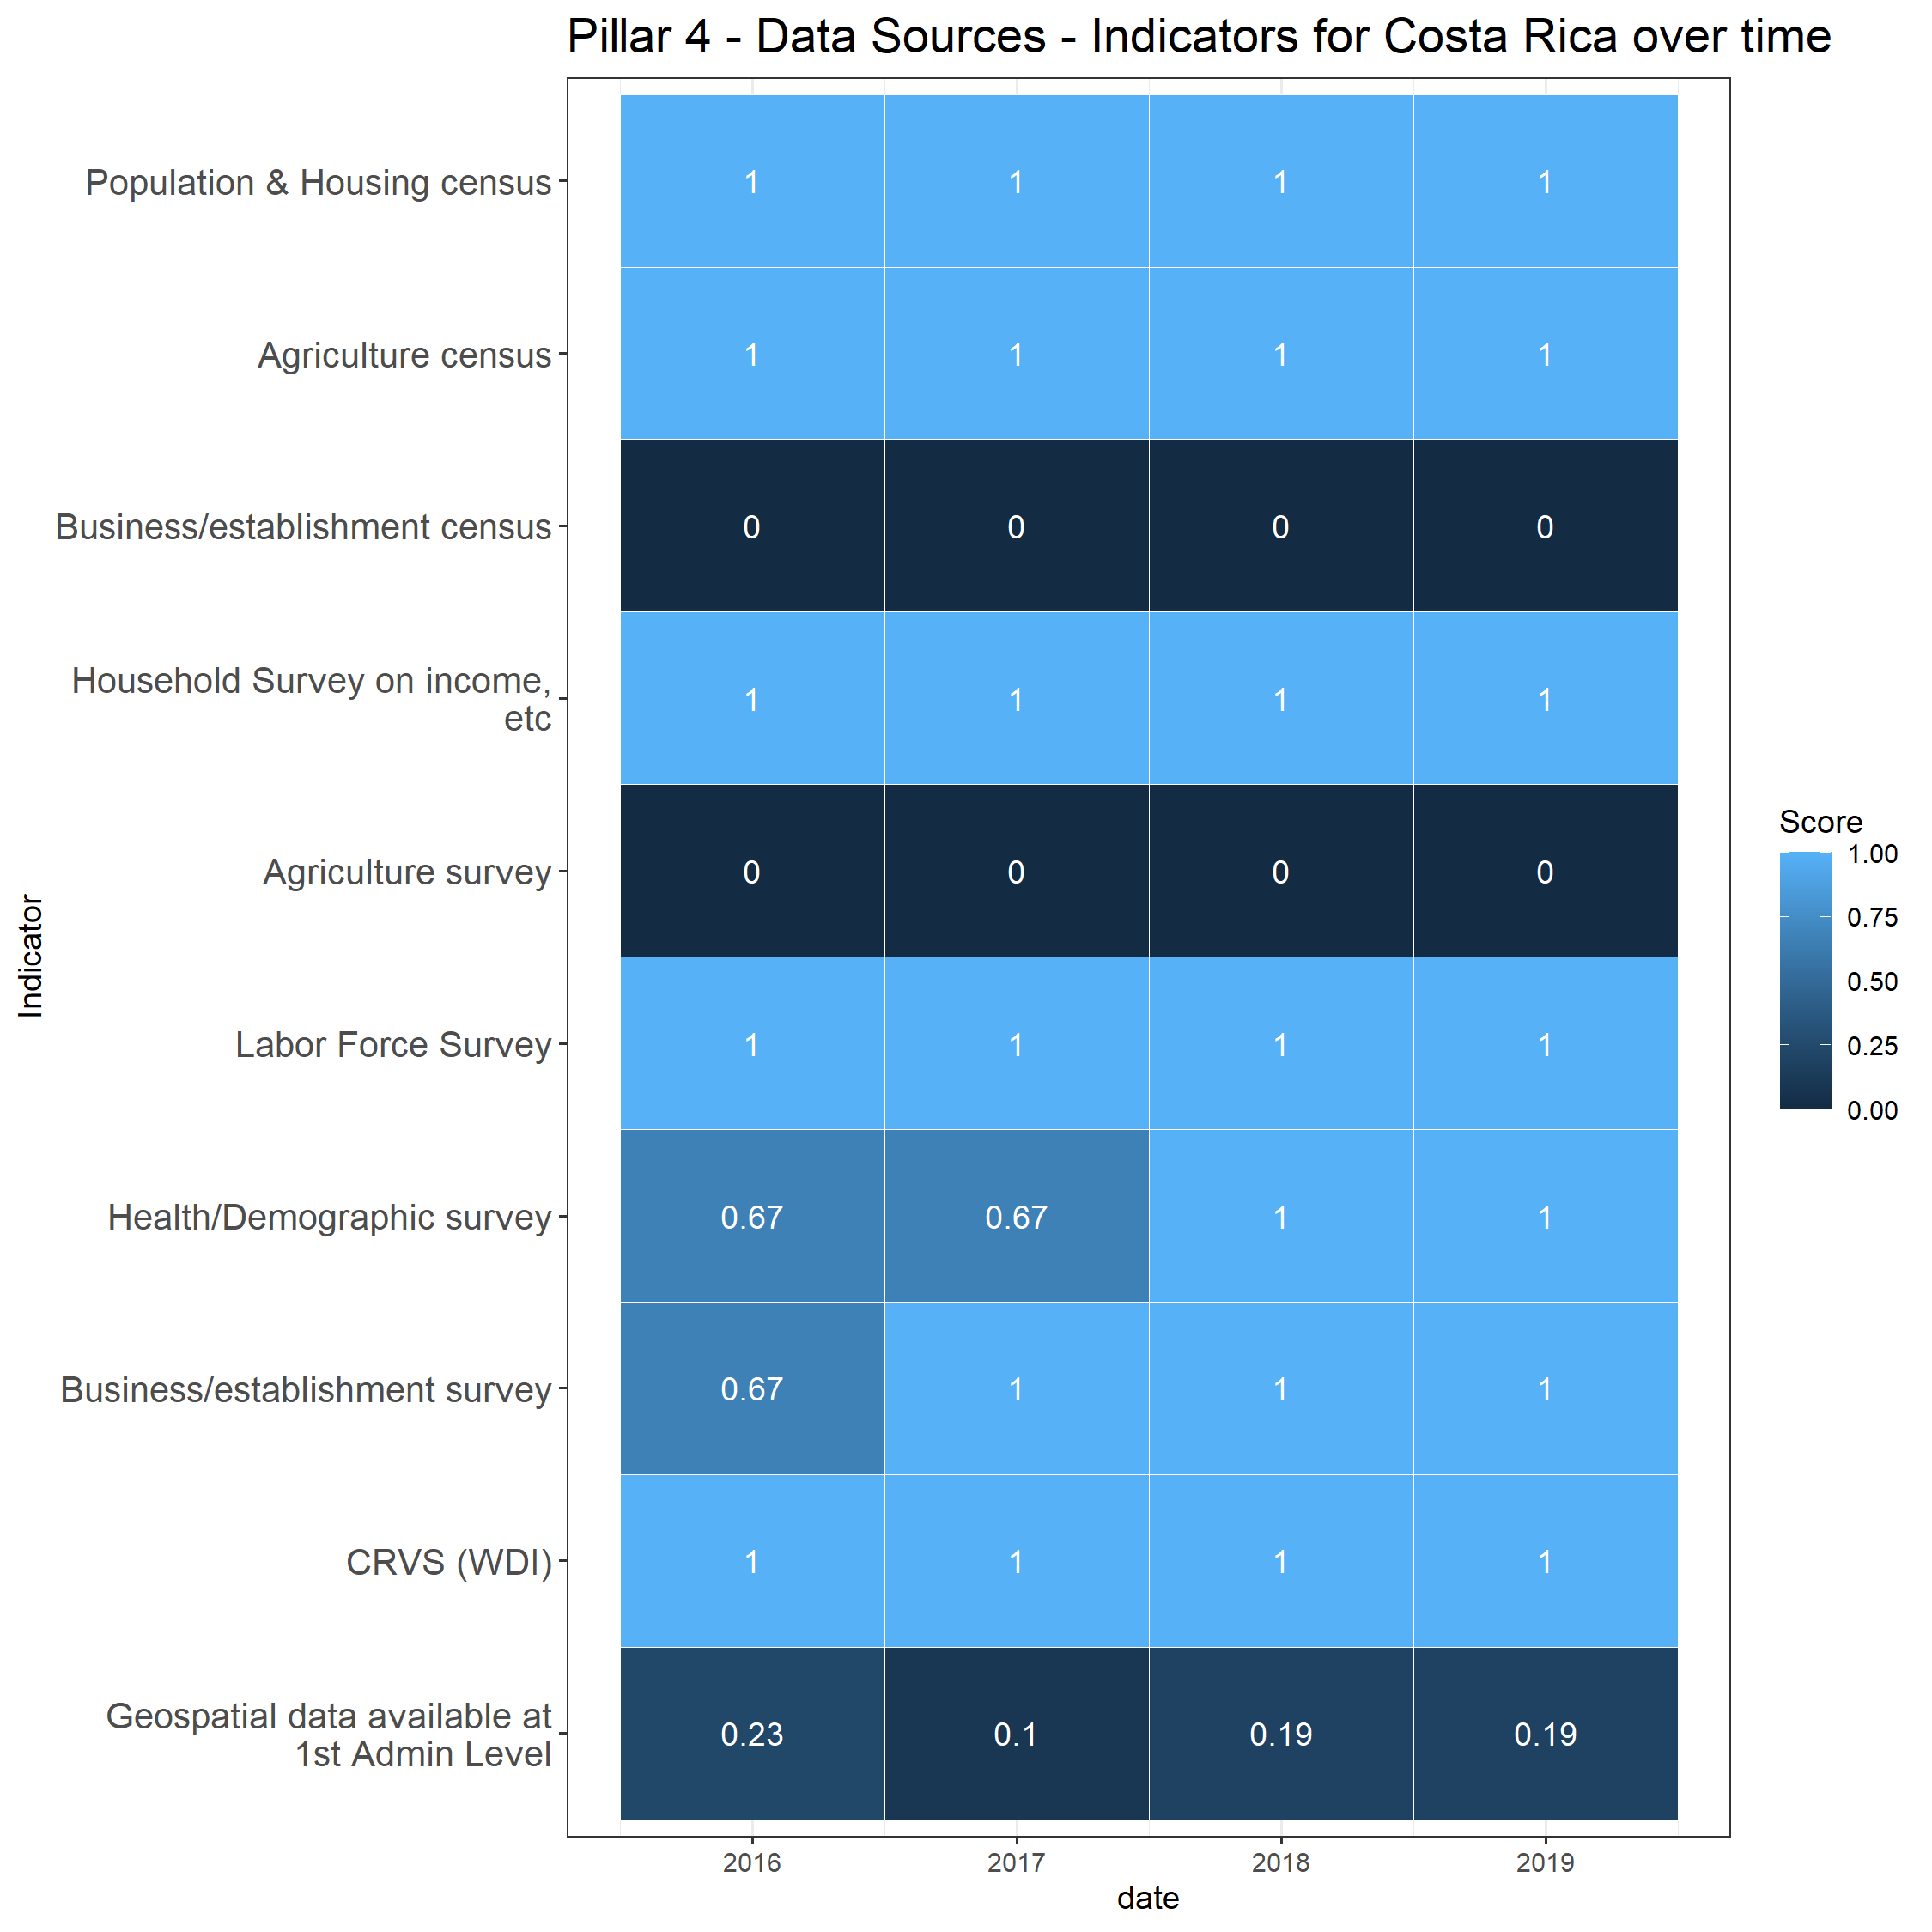 Pillar 4 - Data Sources - Indicators for Costa Rica over time
Indicator
Population & Housing census
1 1 1 1
Agriculture census
1 1 1 1
Business/establishment census
0 0 0 0
Household Survey on income,
etc
1 1 1 1
Agriculture survey
0 0 0 0
Labor Force Survey
1 1 1 1
Health/Demographic survey
0.67 0.67 1 1
Business/establishment survey
0.67 1 1 1
CRVS (WDI)
1 1 1 1
Geospatial data available at
1st Admin Level
0.23 0.1 0.19 0.19
2016 2017 2018 2019
date
Score
1.00
0.75
0.50
0.25
0.00